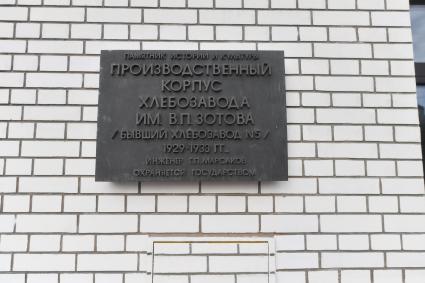 ПАМЯТНИК ИСТОРИИ И КУЛЬТУРЫ
ПРОИЗВОДСТВЕННЫЙ
КОРПУС
ХЛЕБОЗАВОДА
ИМ. В.П. ЗОТОВА
/ БЫВШИЙ ХЛЕБОЗАВОД №5 /
1929-1933 ГГ.,
ИНЖЕНЕР Г.П. МАРСАКОВ
ОХРАНЯЕТСЯ ГОСУДАРСТВОМ